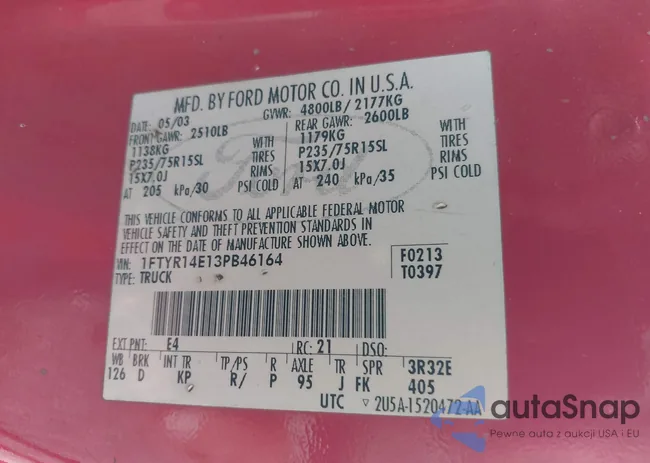 MFD. BY FORD MOTOR CO. IN U.S.A.
DATE: 05/03 GVWR: 4800LB/ 2177KG
FRONT GAWR: 2510LB REAR GAWR: 2600LB
1138KG WITH 1179KG WITH
P235/75R15SL TIRES P235/75R15SL TIRES
15X7.0J RIMS 15X7.0J RIMS
AT 205 kPa/30 PSI COLD AT 240 kPa/35 PSI COLD
Ford
THIS VEHICLE CONFORMS TO ALL APPLICABLE FEDERAL MOTOR
VEHICLE SAFETY AND THEFT PREVENTION STANDARDS IN
EFFECT ON THE DATE OF MANUFACTURE SHOWN ABOVE.
VIN: 1FTYR14E13PB46164 F0213
TYPE: TRUCK T0397
EXT PNT: E4 RC: 21 DSO:
WB BRK INT TR TP/PS R AXLE TR SPR 3R32E
126 D KP R/ P 95 J FK 405
UTC ▽ 2U5A-1520472-AA
autaSnap
Pewne auta z aukcji USA i EU